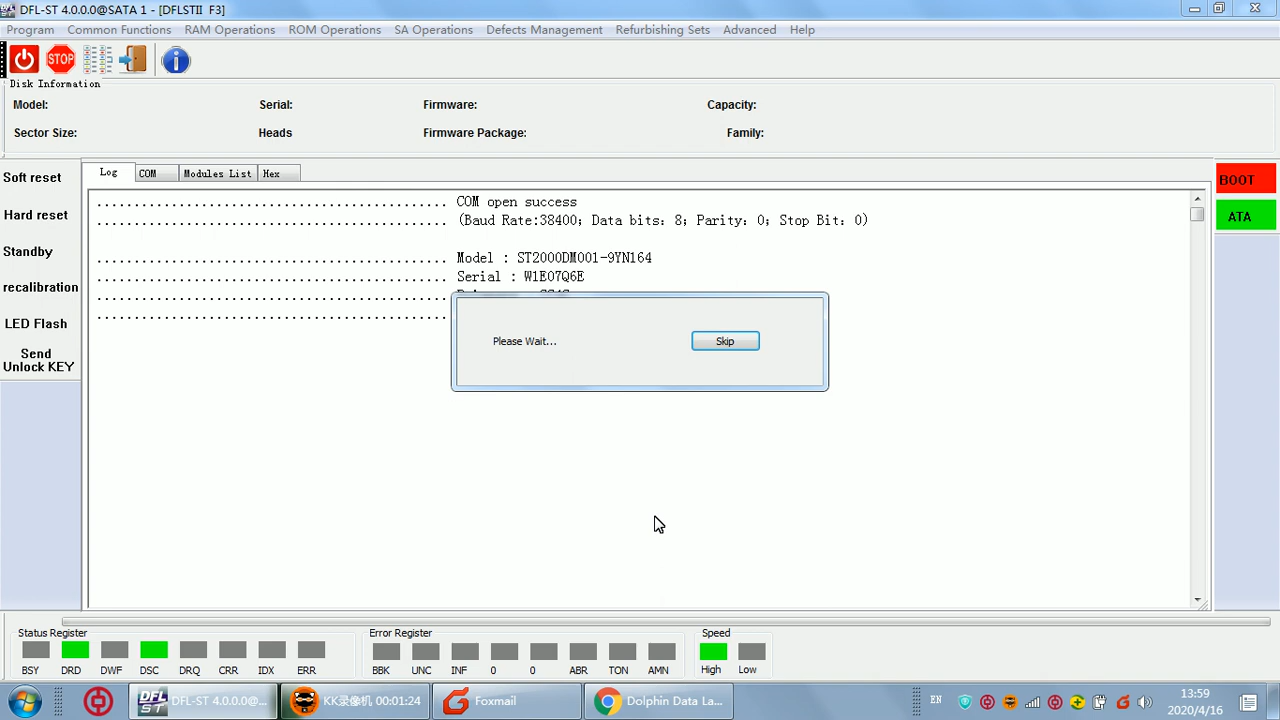 DFL-ST 4.0.0.0@SATA 1 - [DFLSTII F3]
Program Common Functions RAM Operations ROM Operations SA Operations Defects Management Refurbishing Sets Advanced Help
STOP
Disk Information
Model: Serial: Firmware: Capacity:
Sector Size: Heads Firmware Package: Family:
Log COM Modules List Hex
Soft reset
Hard reset
Standby
recalibration
LED Flash
Send
Unlock KEY
BOOT
ATA
COM open success
(Baud Rate:38400; Data bits: 8; Parity: 0; Stop Bit: 0)
Model : ST2000DM001-9YN164
Serial : W1E07Q6E
Please Wait... Skip
Status Register Error Register Speed
BSY DRD DWF DSC DRQ CRR IDX ERR BBK UNC INF 0 0 ABR TON AMN High Low
DFL-ST 4.0.0.0@... KK录像机 00:01:24 Foxmail Dolphin Data La... EN 13:59
2020/4/16